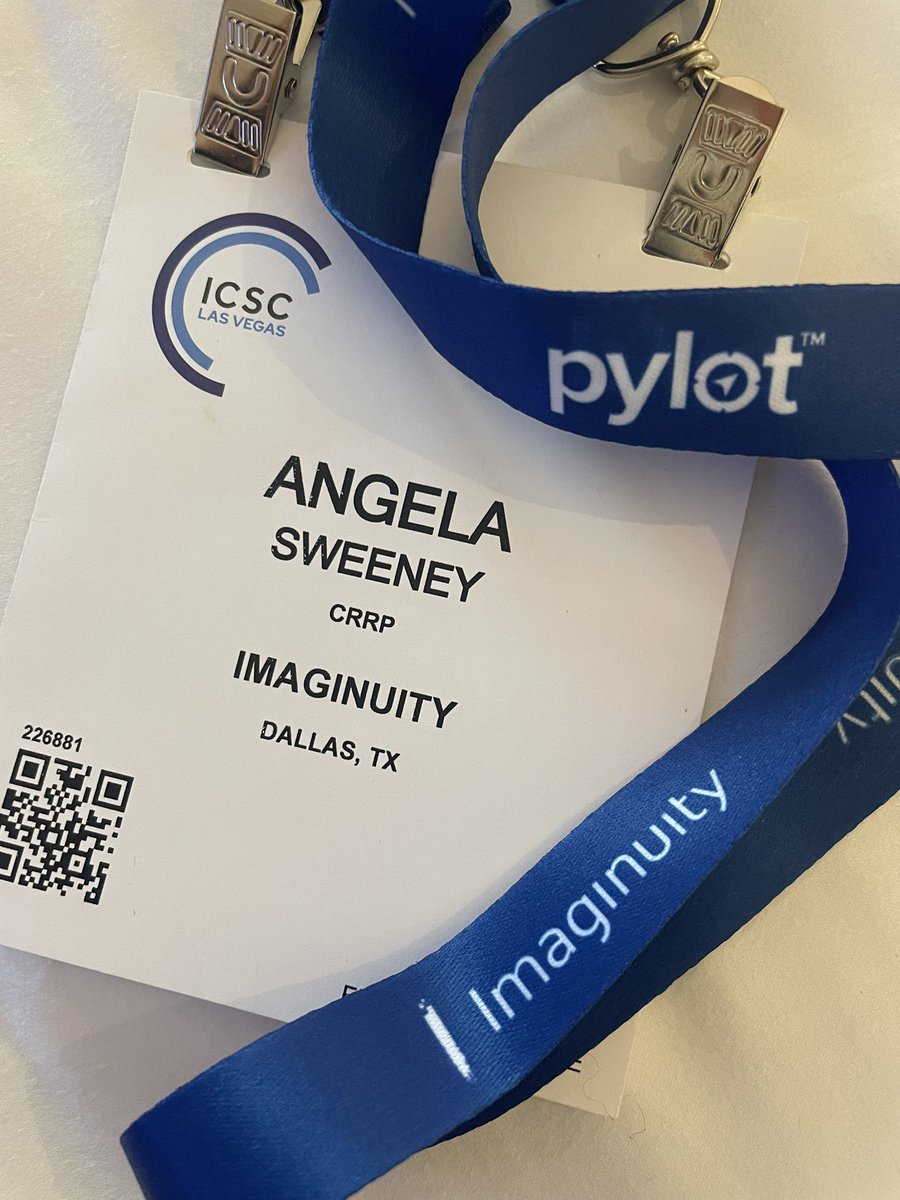 ICSC
LAS VEGAS
pylot™
ANGELA
SWEENEY
CRRP
IMAGINUITY
DALLAS, TX
226881
Imaginuity